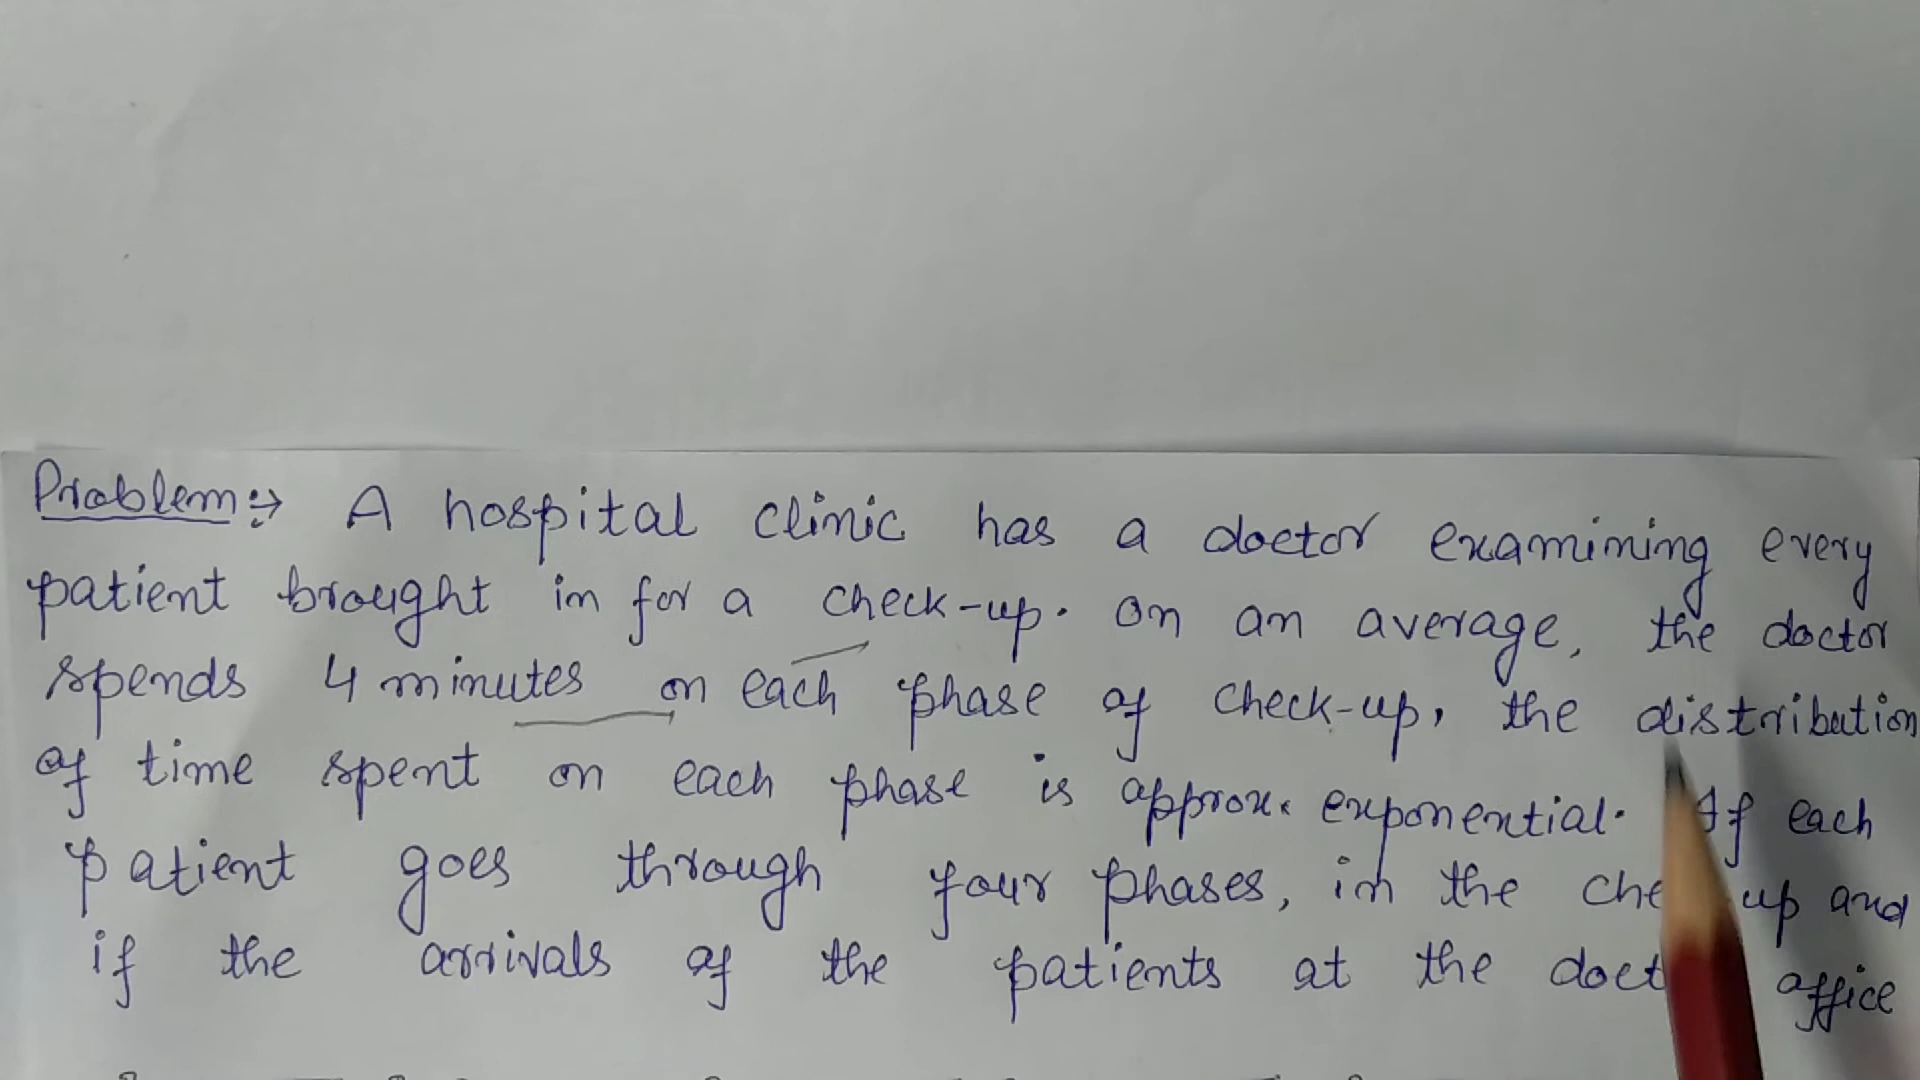 Problem:→ A hospital clinic has a doctor examining every
patient brought in for a check-up. On an average, the doctor
spends 4 minutes on each phase of check-up, the distribution
of time spent on each phase is approx. exponential. If each
patient goes through four phases, in the che up and
if the arrivals of the patients at the doct office